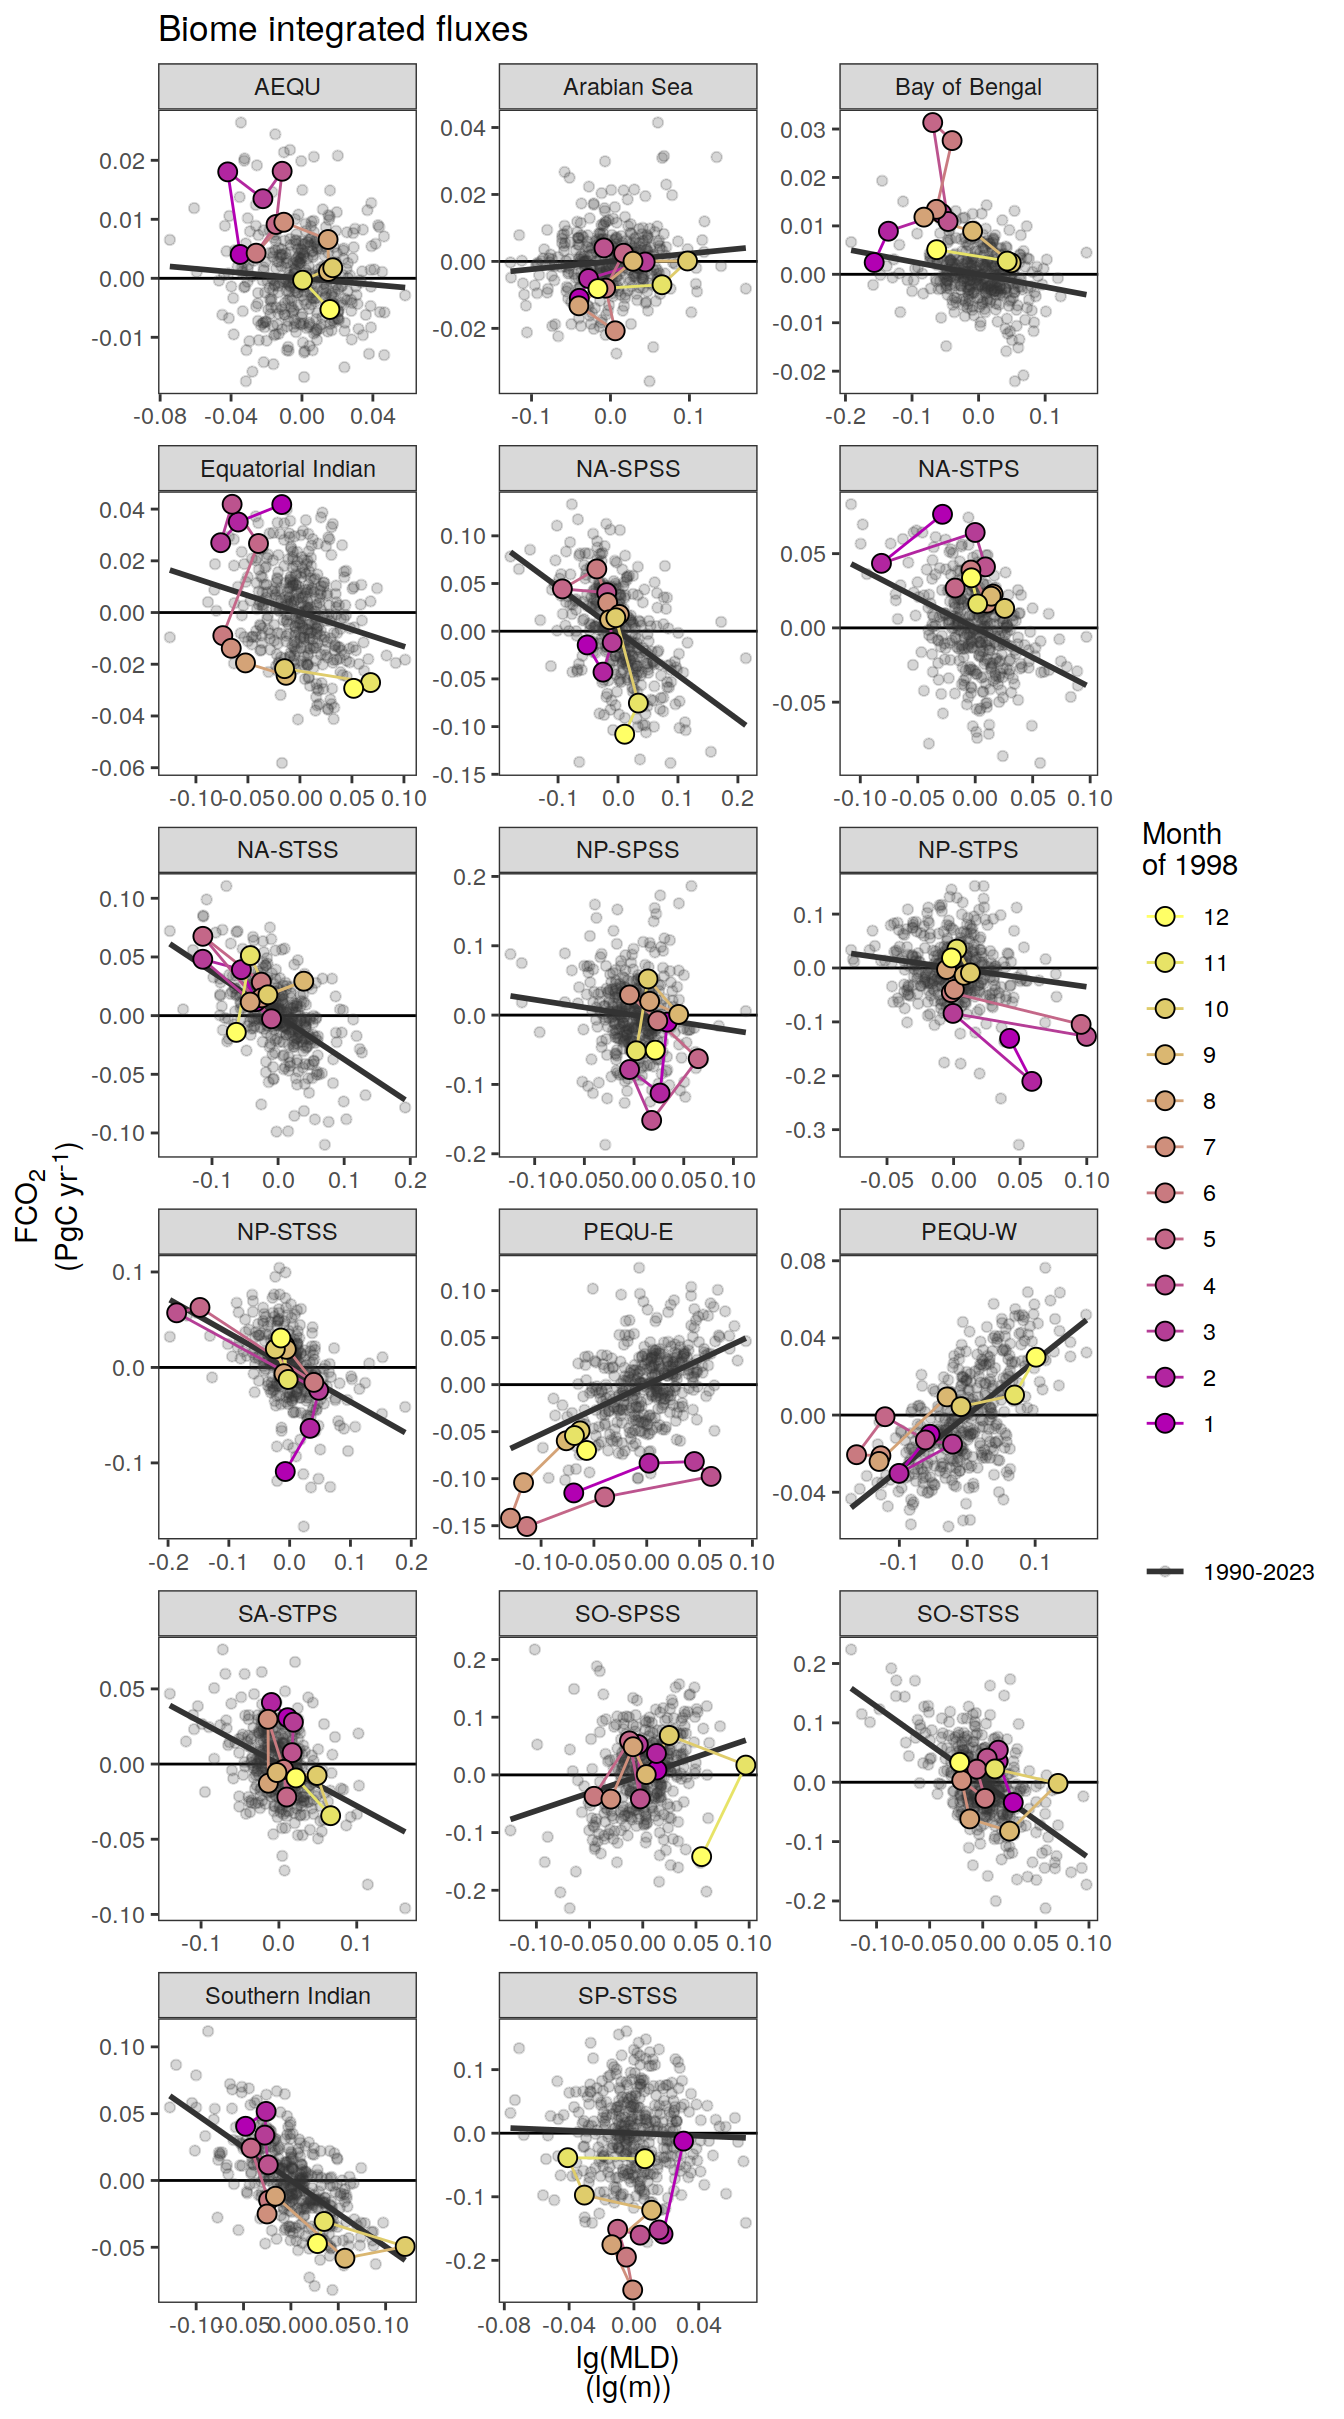 Biome integrated fluxes
AEQU
Arabian Sea
Bay of Bengal
0.02
0.01
0.00
-0.01
0.04
0.02
0.00
-0.02
0.03
0.02
0.01
0.00
-0.01
-0.02
-0.08 -0.04 0.00 0.04
-0.1 0.0 0.1
-0.2 -0.1 0.0 0.1
Equatorial Indian
NA-SPSS
NA-STPS
0.04
0.02
0.00
-0.02
-0.04
-0.06
0.10
0.05
0.00
-0.05
-0.10
-0.15
0.05
0.00
-0.05
-0.10 -0.05 0.00 0.05 0.10
-0.1 0.0 0.1 0.2
-0.10 -0.05 0.00 0.05 0.10
NA-STSS
NP-SPSS
NP-STPS
0.10
0.05
0.00
-0.05
-0.10
0.2
0.1
0.0
-0.1
-0.2
0.1
0.0
-0.1
-0.2
-0.3
-0.1 0.0 0.1 0.2
-0.10 -0.05 0.00 0.05 0.10
-0.05 0.00 0.05 0.10
NP-STSS
PEQU-E
PEQU-W
0.1
0.0
-0.1
0.10
0.05
0.00
-0.05
-0.10
-0.15
0.08
0.04
0.00
-0.04
-0.2 -0.1 0.0 0.1 0.2
-0.10 -0.05 0.00 0.05 0.10
-0.1 0.0 0.1
SA-STPS
SO-SPSS
SO-STSS
0.05
0.00
-0.05
-0.10
0.2
0.1
0.0
-0.1
-0.2
0.2
0.1
0.0
-0.1
-0.2
-0.1 0.0 0.1
-0.10 -0.05 0.00 0.05 0.10
-0.10 -0.05 0.00 0.05 0.10
Southern Indian
SP-STSS
0.10
0.05
0.00
-0.05
0.1
0.0
-0.1
-0.2
-0.10 -0.05 0.00 0.05 0.10
-0.08 -0.04 0.00 0.04
lg(MLD)
(lg(m))
FCO₂
(PgC yr⁻¹)
Month
of 1998
12
11
10
9
8
7
6
5
4
3
2
1
1990-2023